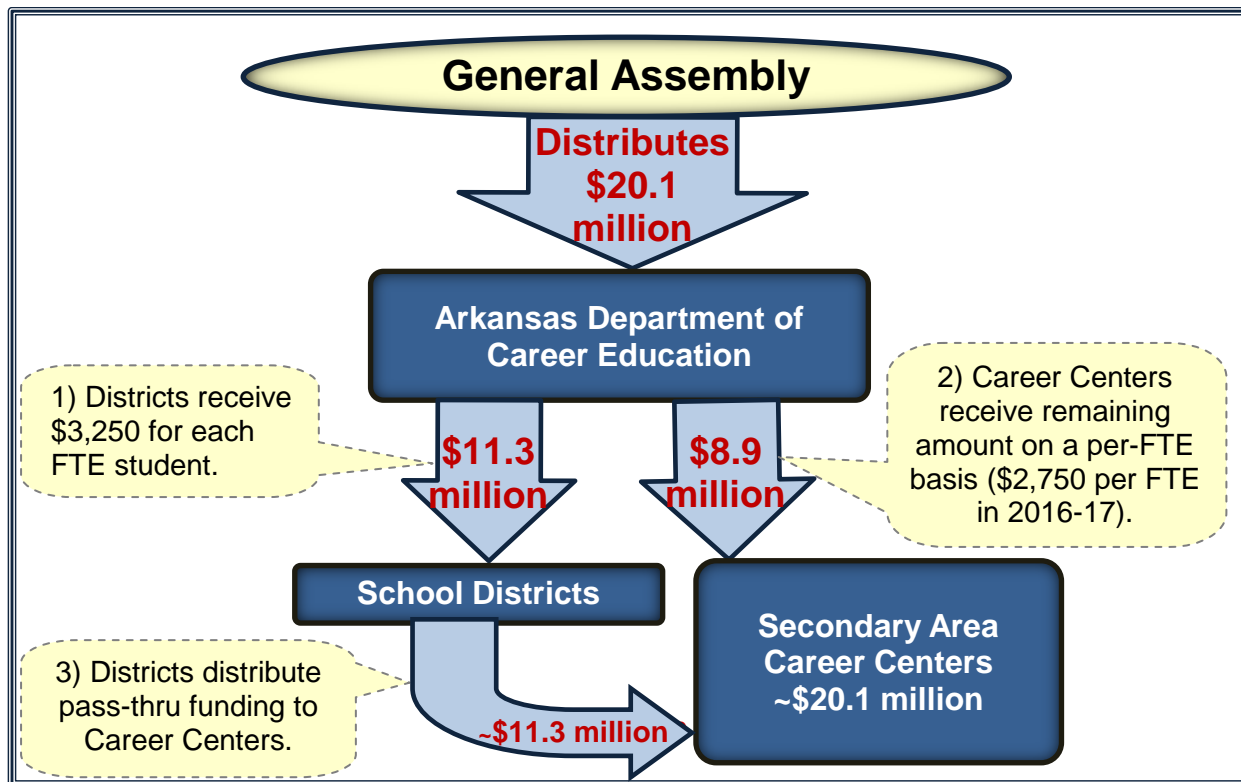 General Assembly
Distributes
$20.1
million
Arkansas Department of
Career Education
1) Districts receive
$3,250 for each
FTE student.
$11.3
million
$8.9
million
2) Career Centers
receive remaining
amount on a per-FTE
basis ($2,750 per FTE
in 2016-17).
School Districts
Secondary Area
Career Centers
~$20.1 million
3) Districts distribute
pass-thru funding to
Career Centers.
~$11.3 million